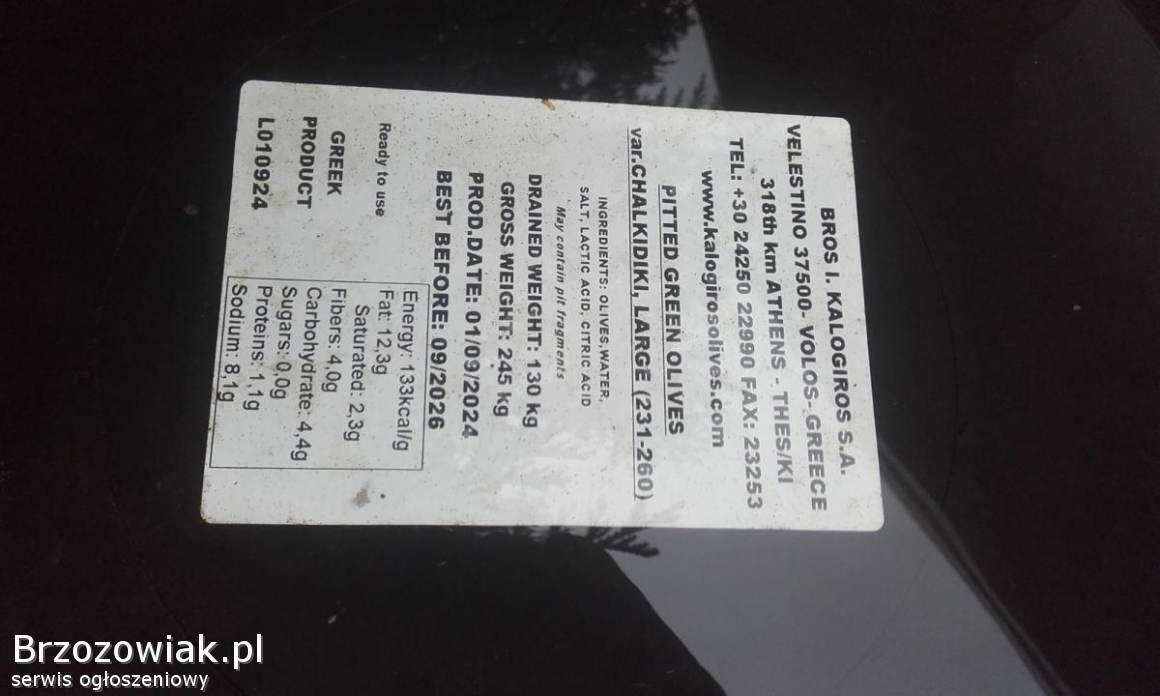 BROS I. KALOGIROS S.A.
VELESTINO 37500- VOLOS- GREECE
318th km ATHENS - THES/KI
TEL: +30 24250 22990 FAX: 23253
www.kalogirosolives.com
PITTED GREEN OLIVES
var.CHALKIDIKI, LARGE (231-260)
INGREDIENTS: OLIVES,WATER,
SALT, LACTIC ACID, CITRIC ACID
May contain pit fragments
DRAINED WEIGHT: 130 kg
GROSS WEIGHT: 245 kg
PROD.DATE: 01/09/2024
BEST BEFORE: 09/2026
Ready to use
GREEK
PRODUCT
L010924
Energy: 133kcal/g
Fat: 12,3g
Saturated: 2,3g
Fibers: 4,0g
Carbohydrate: 4,4g
Sugars: 0,0g
Proteins: 1,1g
Sodium: 8,1g
Brzozowiak.pl
serwis ogłoszeniowy